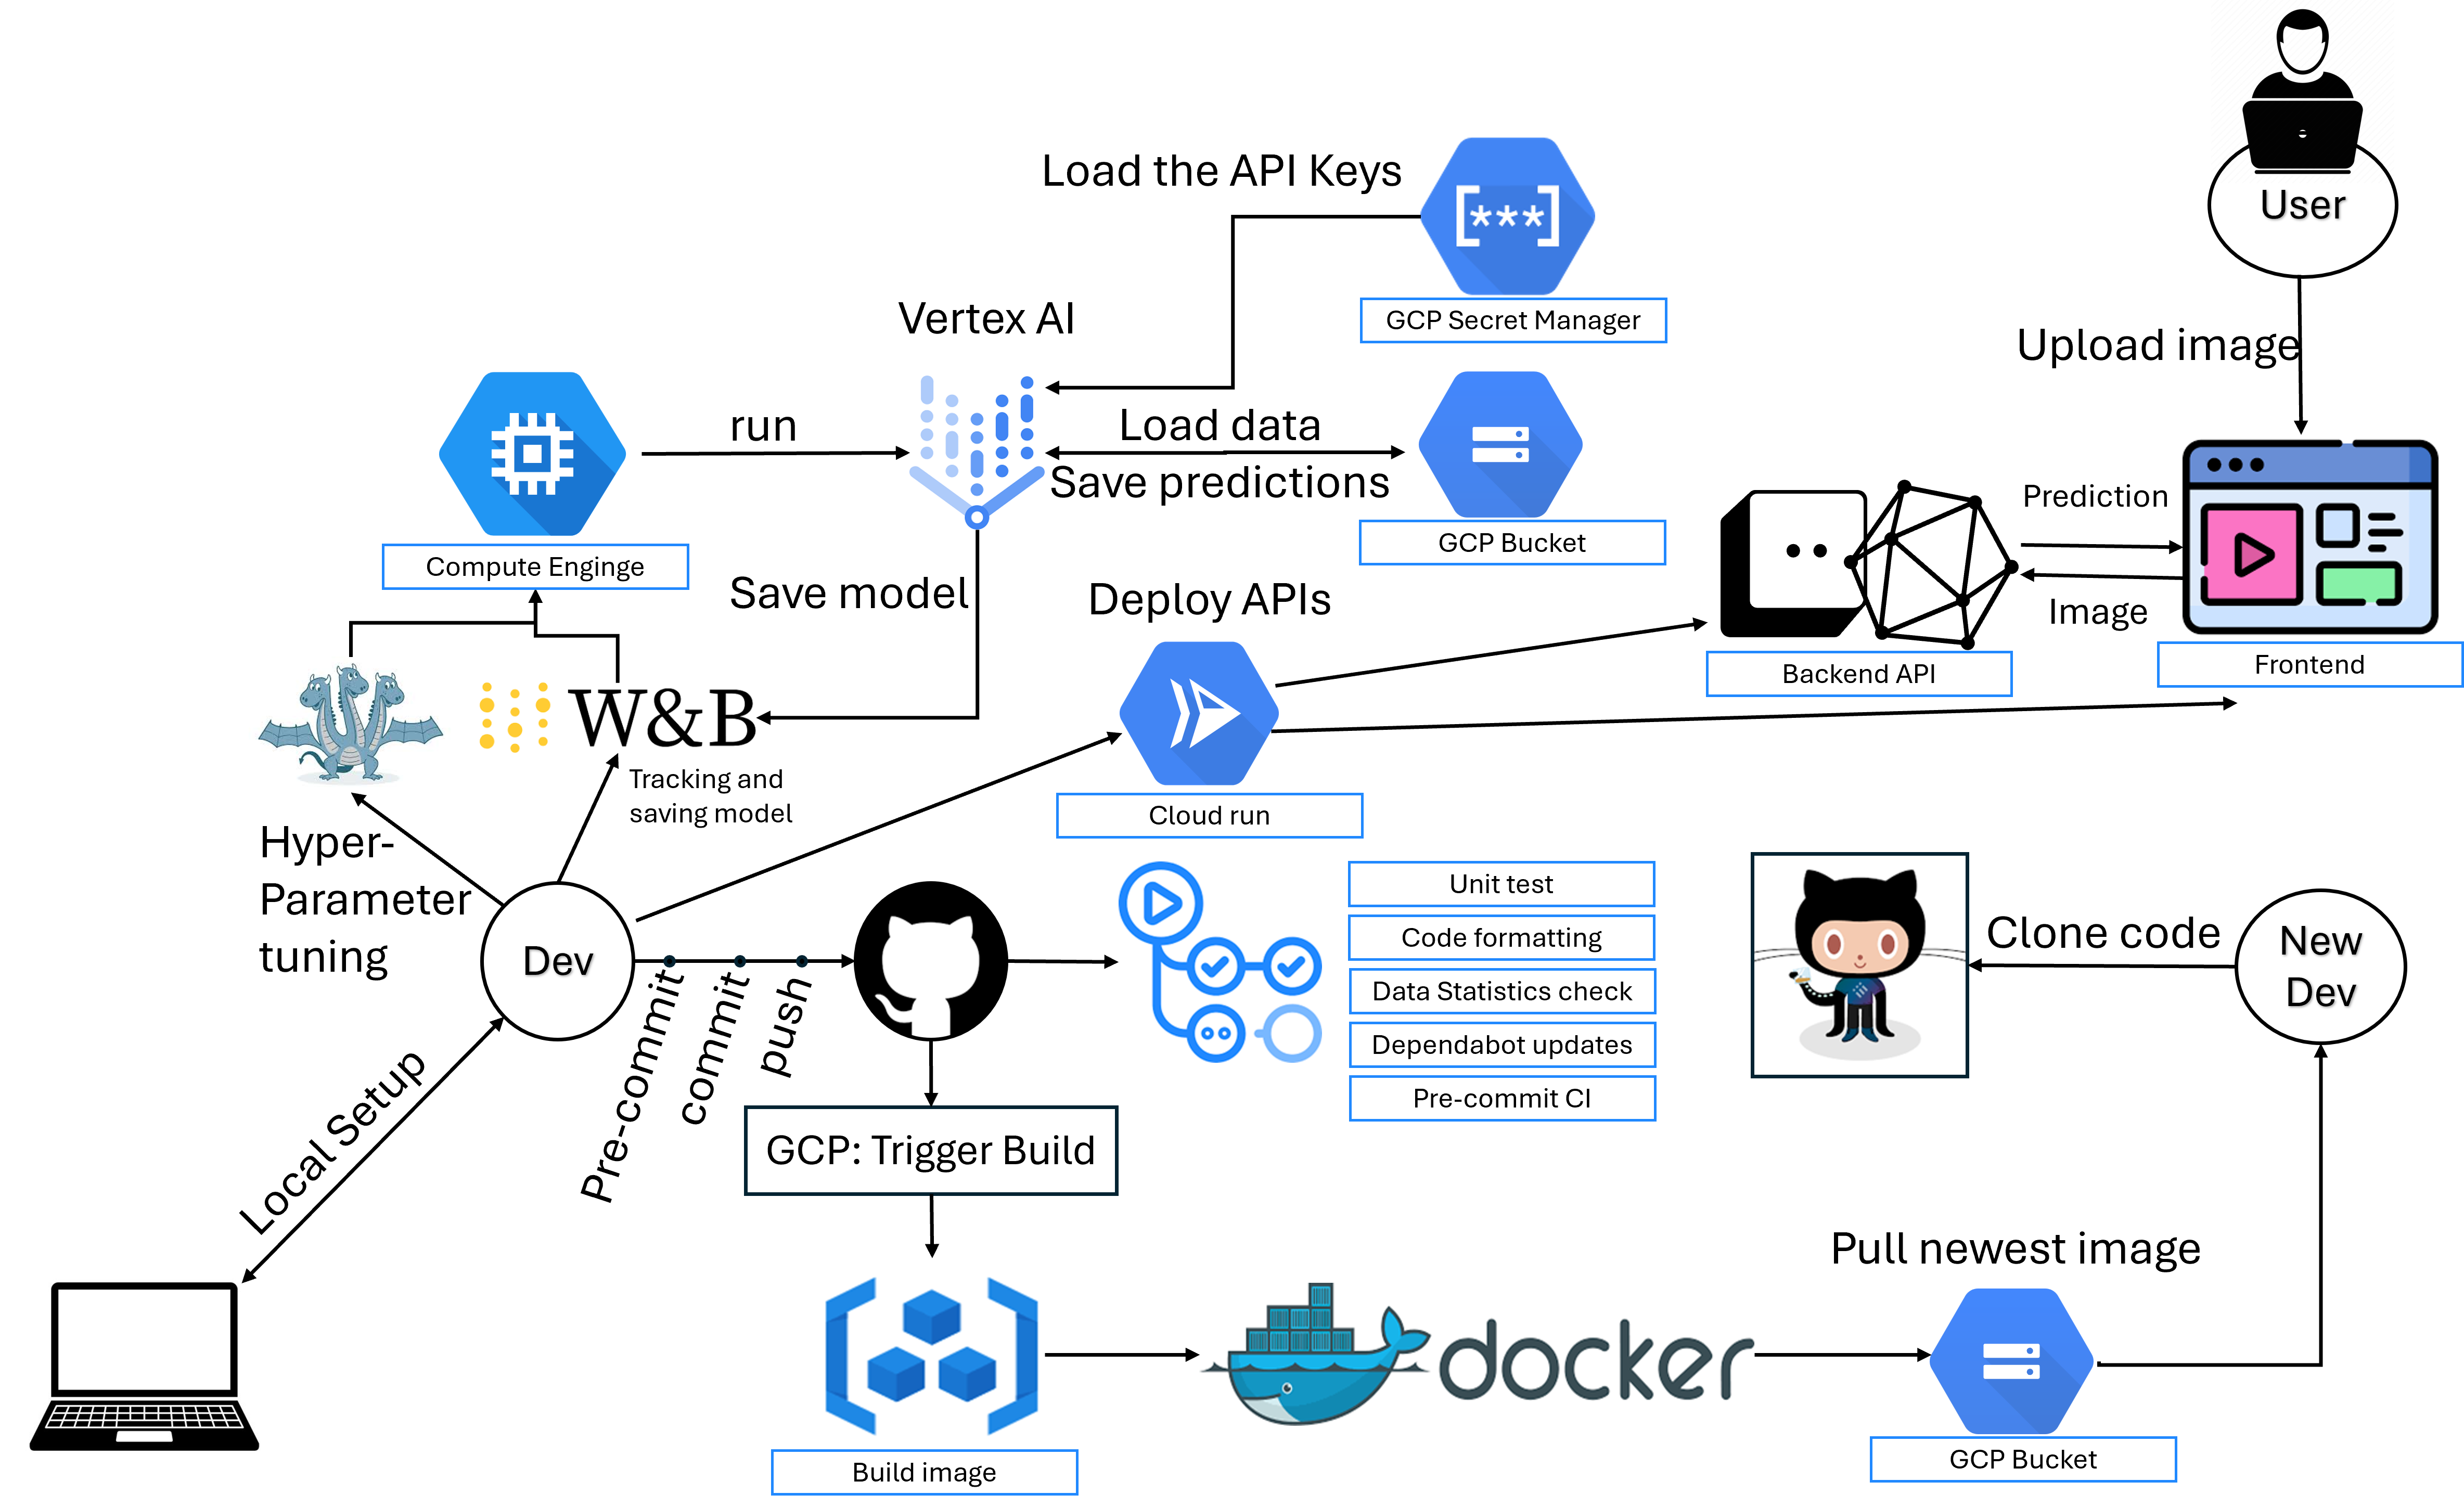 User
Load the API Keys
[***]
GCP Secret Manager
Vertex AI
Upload image
run
Load data
Save predictions
GCP Bucket
Compute Enginge
Save model
Deploy APIs
Prediction
Image
Backend API
Frontend
W&B
Tracking and
saving model
Cloud run
Hyper-
Parameter
tuning
Dev
Pre-commit
commit
push
Unit test
Code formatting
Data Statistics check
Dependabot updates
Pre-commit CI
Clone code
New
Dev
Local Setup
GCP: Trigger Build
Pull newest image
docker
Build image
GCP Bucket